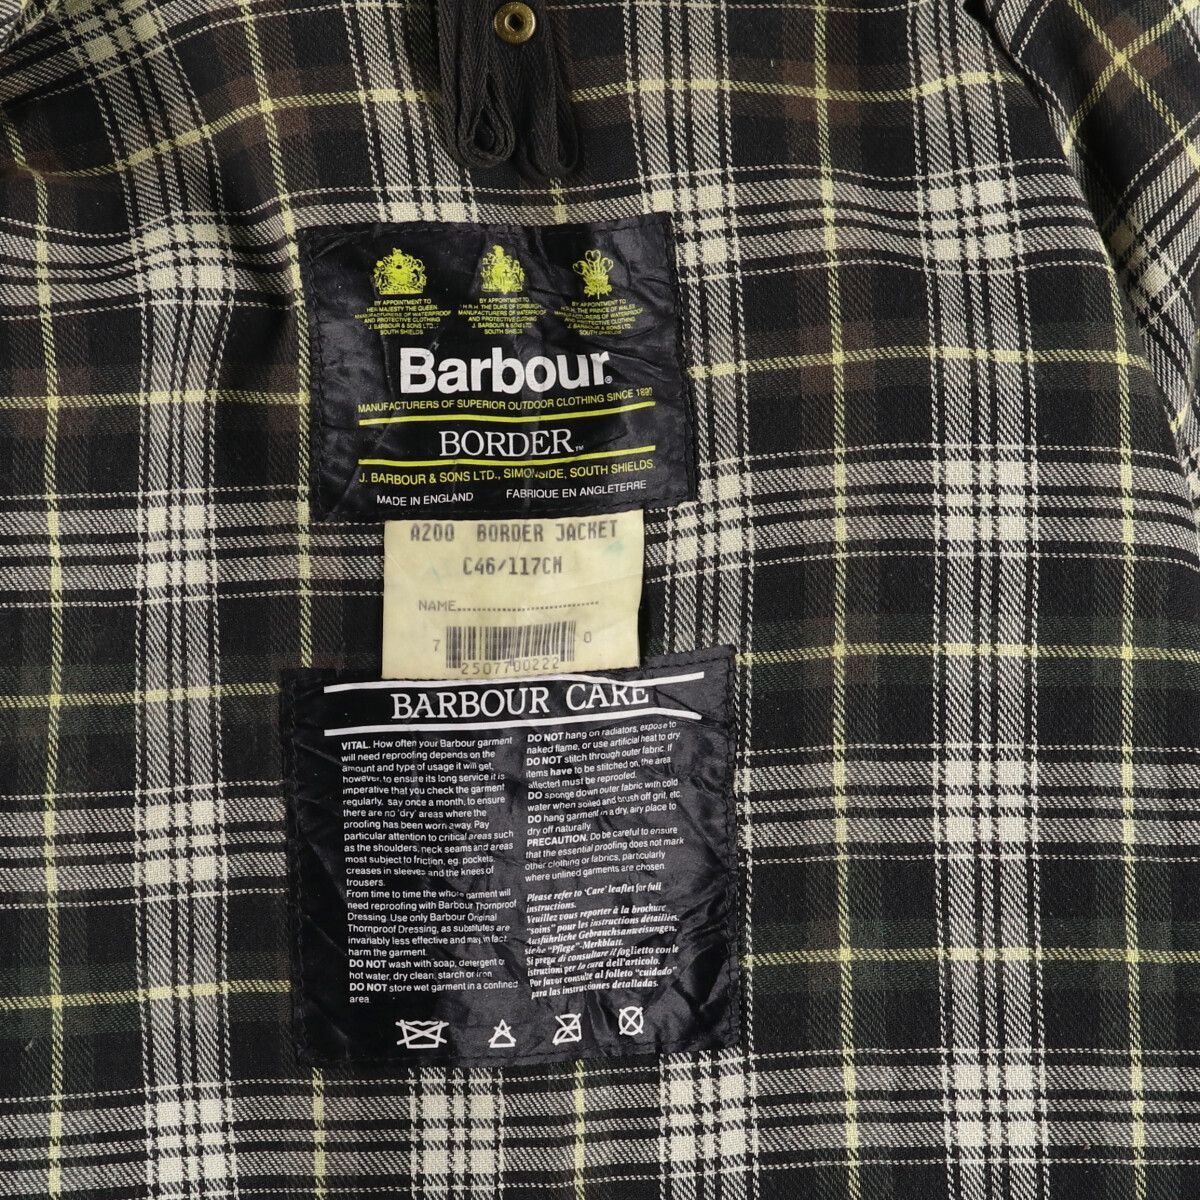 BY APPOINTMENT TO
HER MAJESTY THE QUEEN
MANUFACTURERS OF WATERPROOF
AND PROTECTIVE CLOTHING
J. BARBOUR & SONS LTD.,
SOUTH SHIELDS
BY APPOINTMENT TO
H.R.H. THE DUKE OF EDINBURGH
MANUFACTURERS OF WATERPROOF
AND PROTECTIVE CLOTHING
J. BARBOUR & SONS LTD.
SOUTH SHIELDS
BY APPOINTMENT TO
H.R.H. THE PRINCE OF WALES
MANUFACTURERS OF WATERPROOF
AND PROTECTIVE CLOTHING
J. BARBOUR & SONS LTD.
SOUTH SHIELDS
Barbour®
MANUFACTURERS OF SUPERIOR OUTDOOR CLOTHING SINCE 1890
BORDER™
J. BARBOUR & SONS LTD., SIMONSIDE, SOUTH SHIELDS.
MADE IN ENGLAND FABRIQUE EN ANGLETERRE
A200 BORDER JACKET
C46/117CM
NAME
7 2507700222 0
BARBOUR CARE
VITAL. How often your Barbour garment
will need reproofing depends on the
amount and type of usage it will get,
however, to ensure its long service it is
imperative that you check the garment
regularly, say once a month, to ensure
there are no 'dry' areas where the
proofing has been worn away. Pay
particular attention to critical areas such
as the shoulders, neck seams and areas
most subject to friction, eg. pockets,
creases in sleeves and the knees of
trousers.
From time to time the whole garment will
need reproofing with Barbour Thornproof
Dressing. Use only Barbour Original
Thornproof Dressing, as substitutes are
invariably less effective and may in fact
harm the garment.
DO NOT wash with soap, detergent or
hot water, dry clean, starch or iron
DO NOT store wet garment in a confined
area.
DO NOT hang on radiators, expose to
naked flame, or use artificial heat to dry.
DO NOT stitch through outer fabric. If
items have to be stitched on, the area
affected must be reproofed.
DO sponge down outer fabric with cold
water when soiled and brush off grit, etc.
DO hang garment in a dry, airy place to
dry off naturally.
PRECAUTION. Do be careful to ensure
that the essential proofing does not mark
other clothing or fabrics, particularly
where unlined garments are chosen.
Please refer to 'Care' leaflet for full
instructions.
Veuillez vous reporter à la brochure
"soins" pour les instructions détaillées.
Ausführliche Gebrauchsanweisungen,
siehe "Pflege"-Merkblatt.
Si prega di consultare il foglietto con le
istruzioni per la cura dell'articolo.
Por favor consulte al folleto "cuidado"
para las instrucciones detalladas.